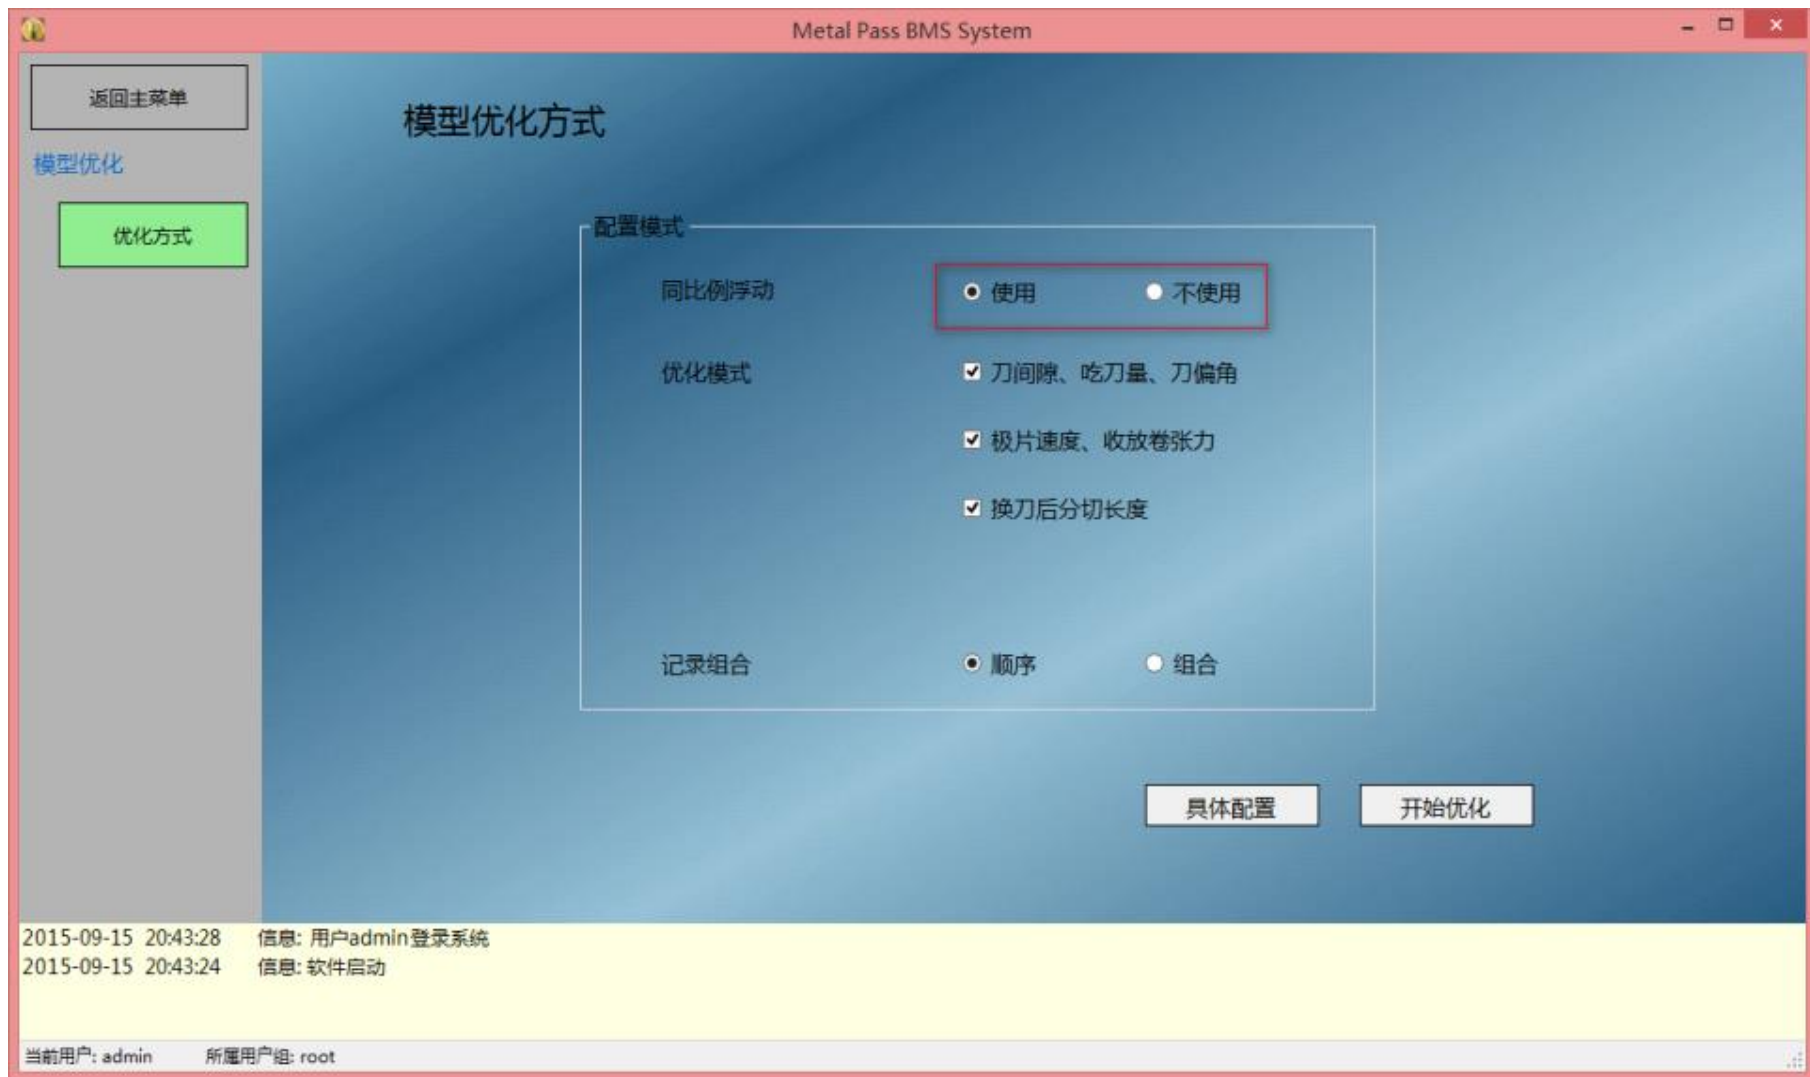 Metal Pass BMS System
返回主菜单
模型优化
优化方式
模型优化方式
配置模式
同比例浮动 使用 不使用
优化模式 刀间隙、吃刀量、刀偏角
极片速度、收放卷张力
换刀后分切长度
记录组合 顺序 组合
具体配置 开始优化
2015-09-15 20:43:28 信息: 用户admin登录系统
2015-09-15 20:43:24 信息: 软件启动
当前用户: admin 所属用户组: root